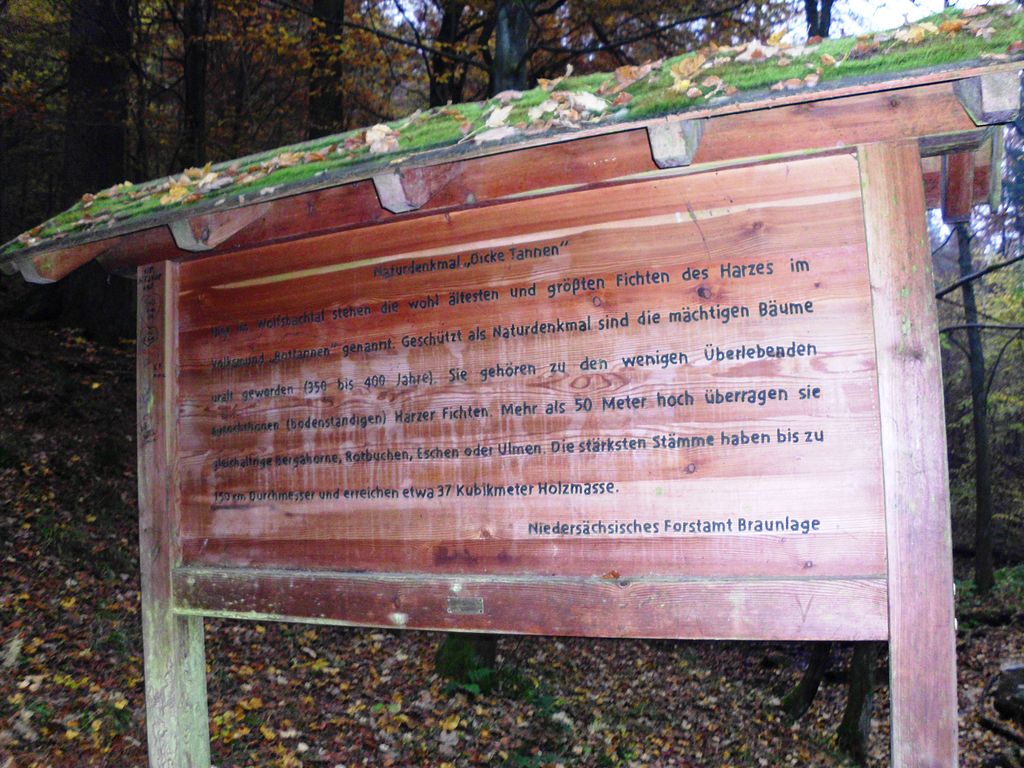 Naturdenkmal „Dicke Tannen“
Hier im Wolfsbachtal stehen die wohl ältesten und größten Fichten des Harzes im
Volksmund „Rottannen“ genannt. Geschützt als Naturdenkmal sind die mächtigen Bäume
uralt geworden (350 bis 400 Jahre). Sie gehören zu den wenigen Überlebenden
autochthonen (bodenständigen) Harzer Fichten. Mehr als 50 Meter hoch überragen sie
gleichaltrige Bergahorne, Rotbuchen, Eschen oder Ulmen. Die stärksten Stämme haben bis zu
150 cm Durchmesser und erreichen etwa 37 Kubikmeter Holzmasse.
Niedersächsisches Forstamt Braunlage